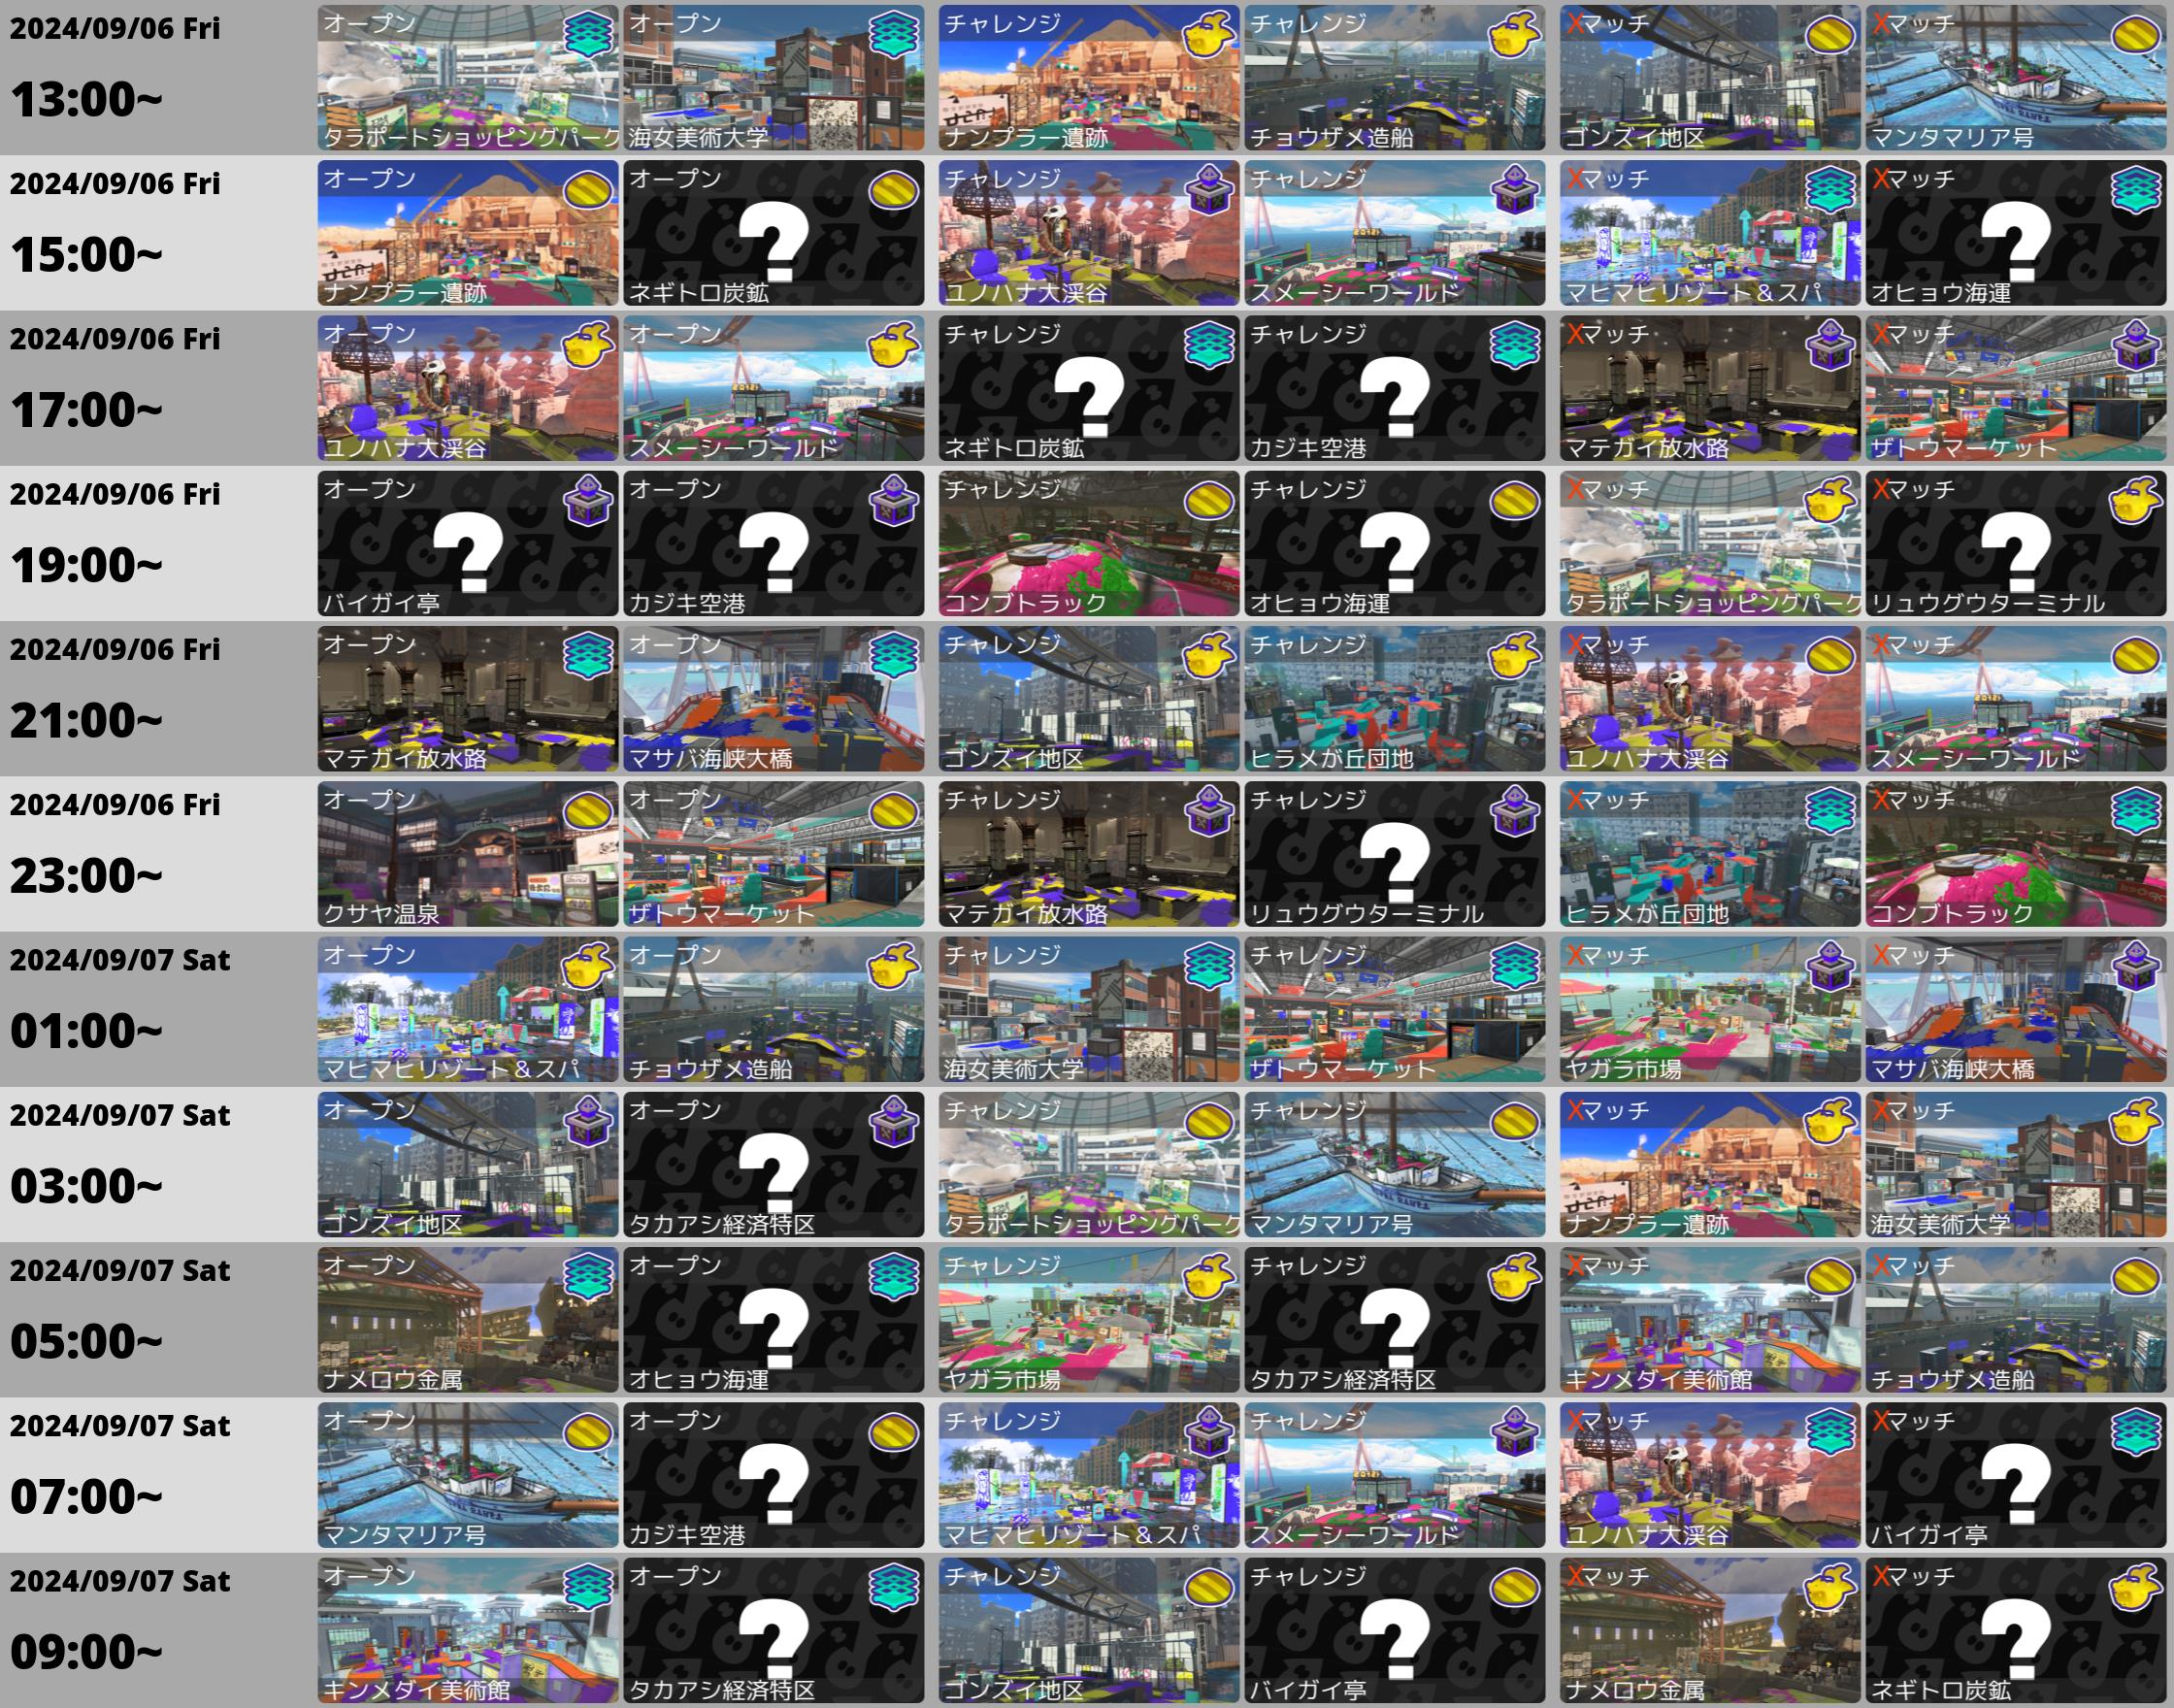 2024/09/06 Fri
13:00~
オープン
タラポートショッピングパーク
オープン
海女美術大学
チャレンジ
ナンプラー遺跡
チャレンジ
チョウザメ造船
Xマッチ
ゴンズイ地区
Xマッチ
マンタマリア号
2024/09/06 Fri
15:00~
オープン
ナンプラー遺跡
オープン
?
ネギトロ炭鉱
チャレンジ
ユノハナ大渓谷
チャレンジ
スメーシーワールド
Xマッチ
マヒマヒリゾート&スパ
Xマッチ
?
オヒョウ海運
2024/09/06 Fri
17:00~
オープン
ユノハナ大渓谷
オープン
スメーシーワールド
チャレンジ
?
ネギトロ炭鉱
チャレンジ
?
カジキ空港
Xマッチ
マテガイ放水路
Xマッチ
ザトウマーケット
2024/09/06 Fri
19:00~
オープン
?
バイガイ亭
オープン
?
カジキ空港
チャレンジ
コンブトラック
チャレンジ
?
オヒョウ海運
Xマッチ
タラポートショッピングパーク
Xマッチ
?
リュウグウターミナル
2024/09/06 Fri
21:00~
オープン
マテガイ放水路
オープン
マサバ海峡大橋
チャレンジ
ゴンズイ地区
チャレンジ
ヒラメが丘団地
Xマッチ
ユノハナ大渓谷
Xマッチ
スメーシーワールド
2024/09/06 Fri
23:00~
オープン
クサヤ温泉
オープン
ザトウマーケット
チャレンジ
マテガイ放水路
チャレンジ
?
リュウグウターミナル
Xマッチ
ヒラメが丘団地
Xマッチ
コンブトラック
2024/09/07 Sat
01:00~
オープン
マヒマヒリゾート&スパ
オープン
チョウザメ造船
チャレンジ
海女美術大学
チャレンジ
ザトウマーケット
Xマッチ
ヤガラ市場
Xマッチ
マサバ海峡大橋
2024/09/07 Sat
03:00~
オープン
ゴンズイ地区
オープン
?
タカアシ経済特区
チャレンジ
タラポートショッピングパーク
チャレンジ
マンタマリア号
Xマッチ
ナンプラー遺跡
Xマッチ
海女美術大学
2024/09/07 Sat
05:00~
オープン
ナメロウ金属
オープン
?
オヒョウ海運
チャレンジ
ヤガラ市場
チャレンジ
?
タカアシ経済特区
Xマッチ
キンメダイ美術館
Xマッチ
チョウザメ造船
2024/09/07 Sat
07:00~
オープン
マンタマリア号
オープン
?
カジキ空港
チャレンジ
マヒマヒリゾート&スパ
チャレンジ
スメーシーワールド
Xマッチ
ユノハナ大渓谷
Xマッチ
?
バイガイ亭
2024/09/07 Sat
09:00~
オープン
キンメダイ美術館
オープン
?
タカアシ経済特区
チャレンジ
ゴンズイ地区
チャレンジ
?
バイガイ亭
Xマッチ
ナメロウ金属
Xマッチ
?
ネギトロ炭鉱